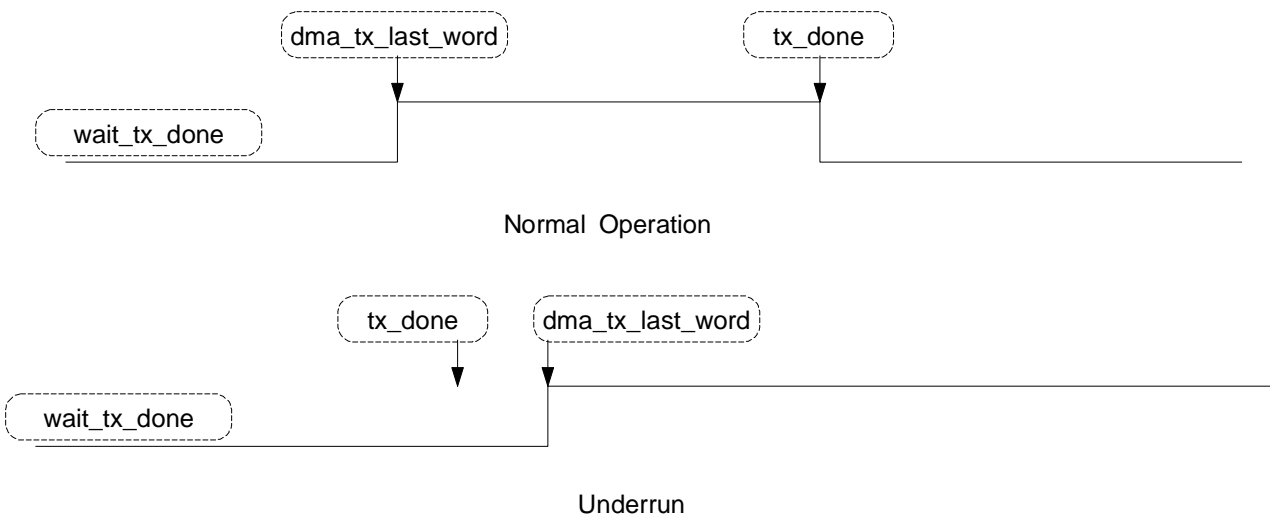 dma_tx_last_word
tx_done
wait_tx_done
Normal Operation
tx_done
dma_tx_last_word
wait_tx_done
Underrun